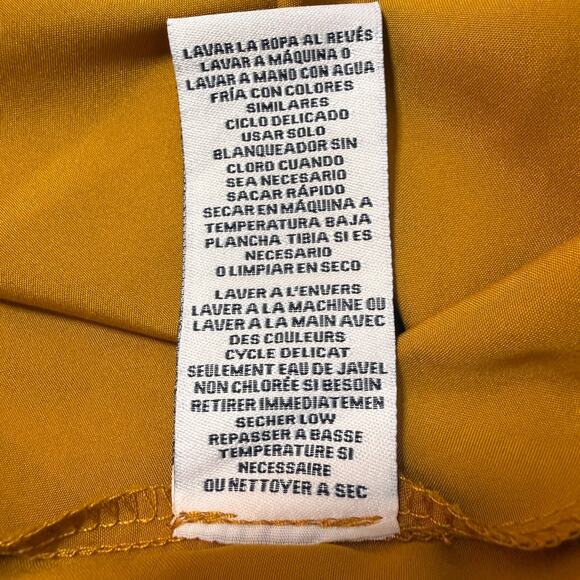 LAVAR LA ROPA AL REVÉS
LAVAR A MÁQUINA O
LAVAR A MANO CON AGUA
FRÍA CON COLORES
SIMILARES
CICLO DELICADO
USAR SOLO
BLANQUEADOR SIN
CLORO CUANDO
SEA NECESARIO
SACAR RÁPIDO
SECAR EN MÁQUINA A
TEMPERATURA BAJA
PLANCHA TIBIA SI ES
NECESARIO
O LIMPIAR EN SECO
LAVER A L'ENVERS
LAVER A LA MACHINE OU
LAVER A LA MAIN AVEC
DES COULEURS
CYCLE DELICAT
SEULEMENT EAU DE JAVEL
NON CHLORÉE SI BESOIN
RETIRER IMMEDIATEMEN
SECHER LOW
REPASSER A BASSE
TEMPERATURE SI
NECESSAIRE
OU NETTOYER A SEC